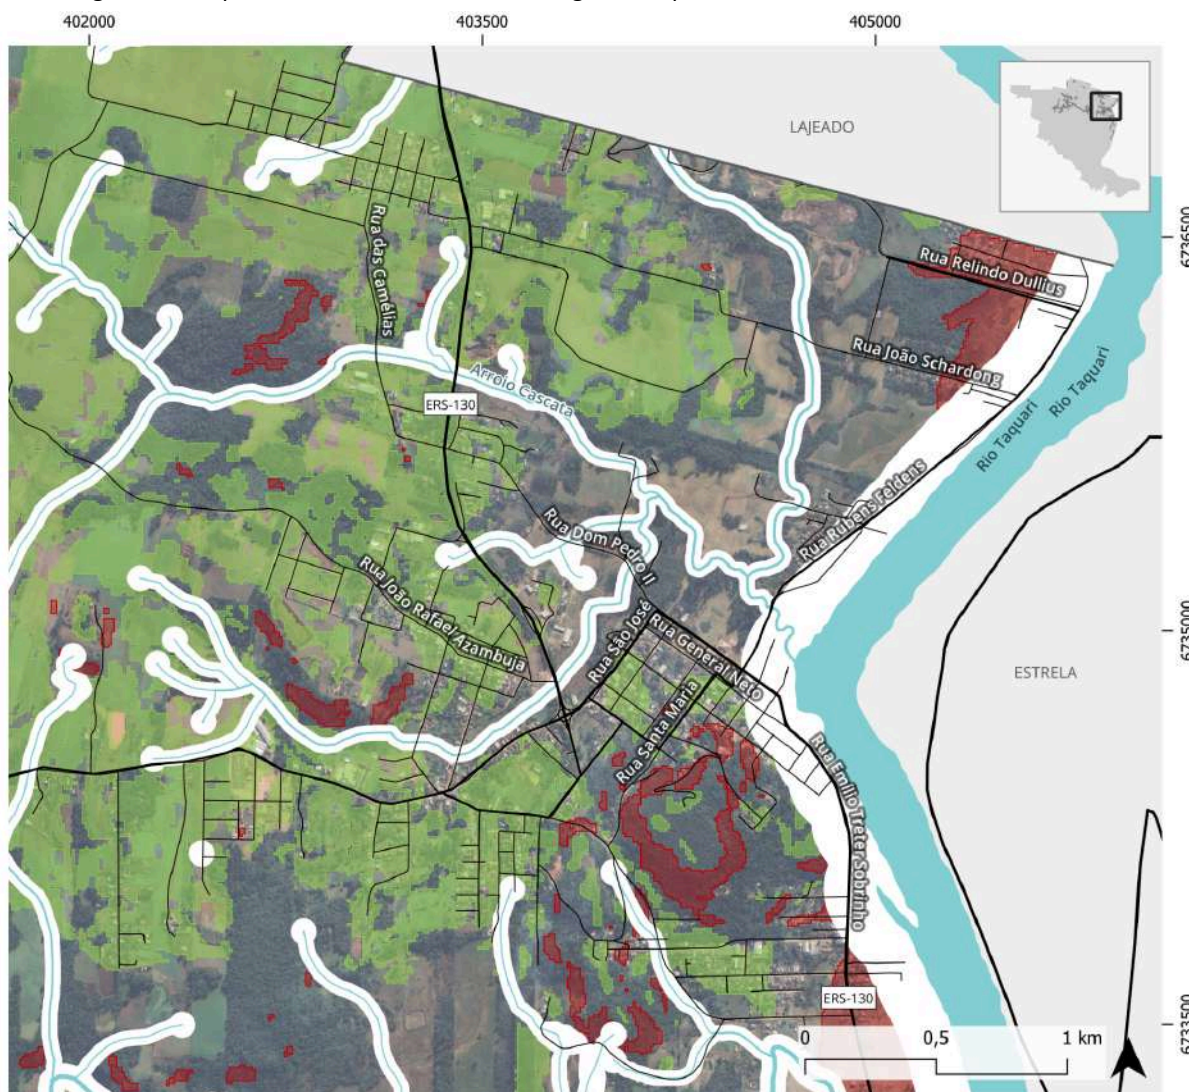 402000
403500
405000
LAJEADO
6736500
Rua das Camélias
Rua Relindo Dullius
Rua João Schardong
Arroio Cascata
ERS-130
Rio Taquari
Rio Taquari
Rua Rubens Feldens
Rua Dom Pedro II
Rua João Rafael Azambuja
Rua São José
Rua General Neto
6735000
ESTRELA
Rua Santa Maria
Rua Emílio Treter Sobrinho
ERS-130
0 0,5 1 km
6733500